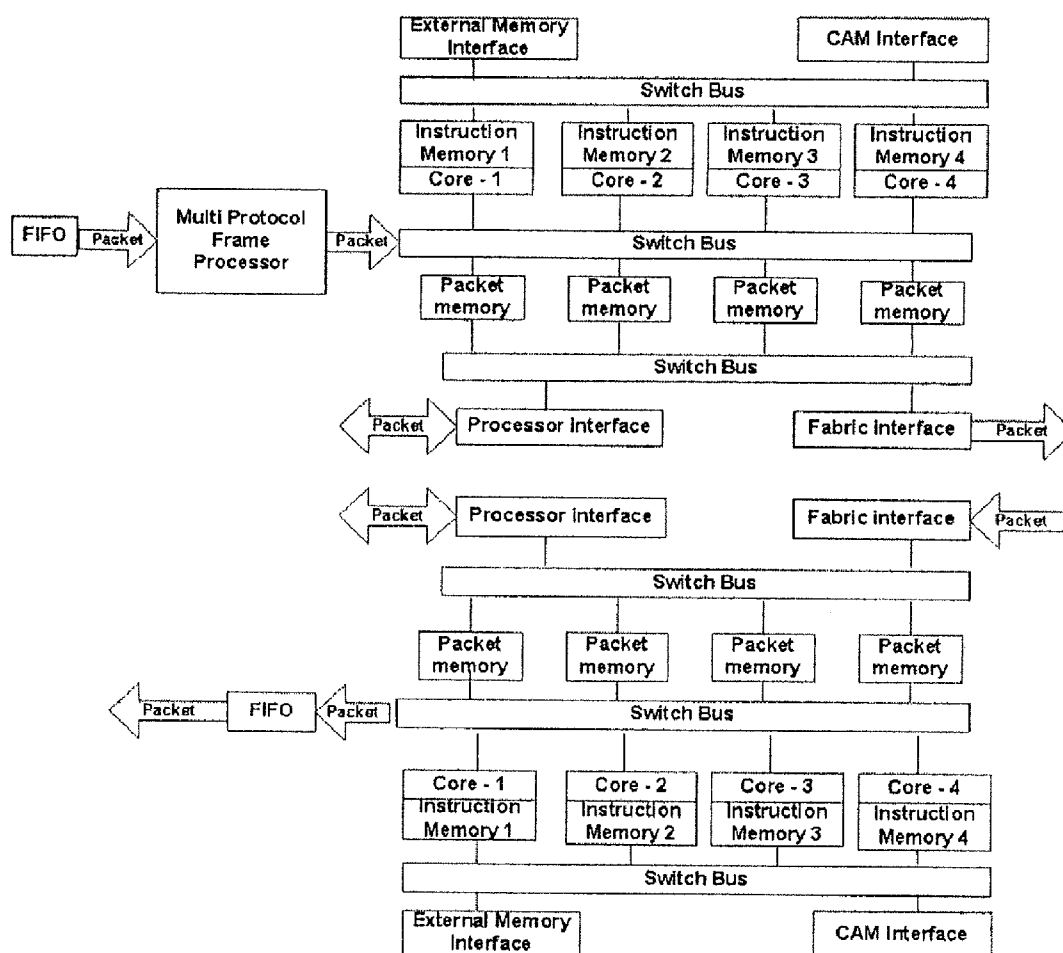 External Memory
Interface
CAM Interface
Switch Bus
Instruction
Memory 1
Core - 1
Instruction
Memory 2
Core - 2
Instruction
Memory 3
Core - 3
Instruction
Memory 4
Core - 4
FIFO
Packet
Multi Protocol
Frame
Processor
Packet
Switch Bus
Packet
memory
Packet
memory
Packet
memory
Packet
memory
Switch Bus
Packet
Processor interface
Fabric interface
Packet
Packet
Processor interface
Fabric interface
Packet
Switch Bus
Packet
memory
Packet
memory
Packet
memory
Packet
memory
Packet
FIFO
Packet
Switch Bus
Core - 1
Instruction
Memory 1
Core - 2
Instruction
Memory 2
Core - 3
Instruction
Memory 3
Core - 4
Instruction
Memory 4
Switch Bus
External Memory
Interface
CAM Interface